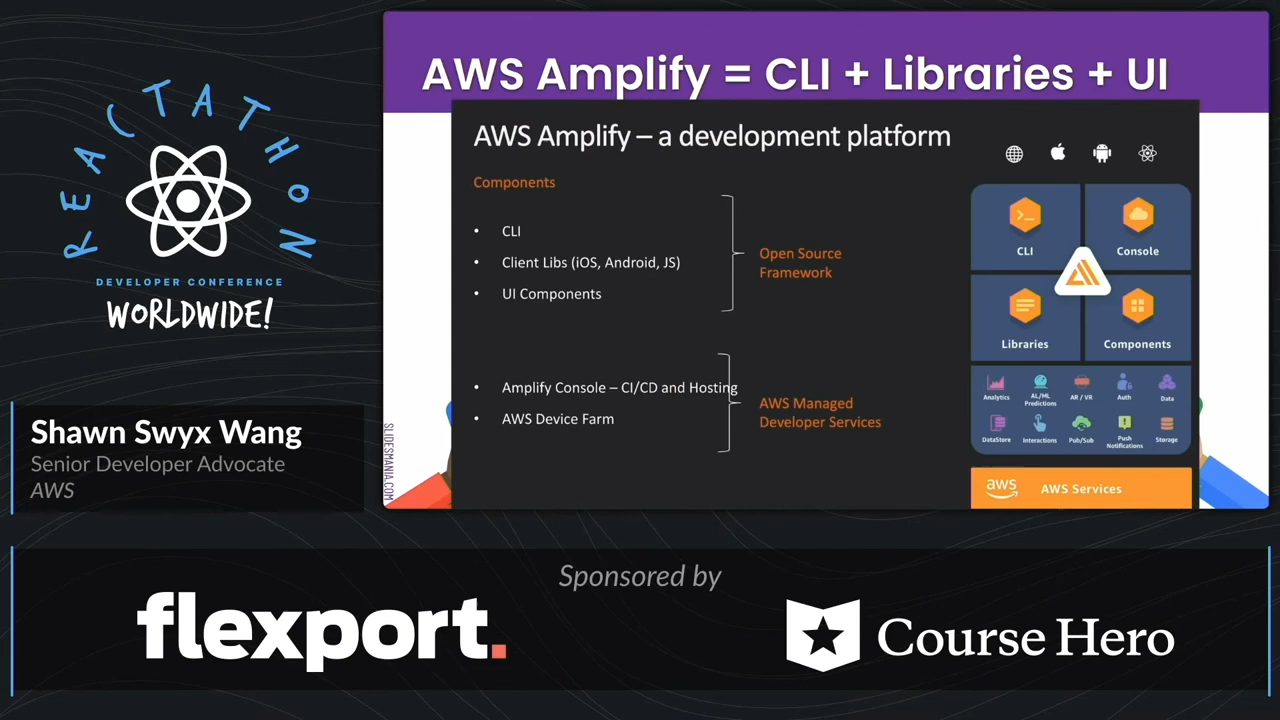 REACTATHON
DEVELOPER CONFERENCE
WORLDWIDE!
Shawn Swyx Wang
Senior Developer Advocate
AWS
AWS Amplify = CLI + Libraries + UI
AWS Amplify – a development platform
Components
• CLI
• Client Libs (iOS, Android, JS)
• UI Components
Open Source
Framework
• Amplify Console – CI/CD and Hosting
• AWS Device Farm
AWS Managed
Developer Services
CLI
Console
Libraries
Components
Analytics
AL/ML
Predictions
AR / VR
Auth
Data
DataStore
Interactions
Pub/Sub
Push
Notifications
Storage
aws
AWS Services
SLIDESMANIA.COM
Sponsored by
flexport.
Course Hero